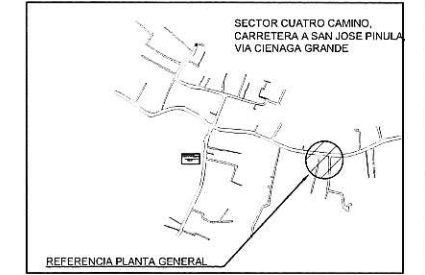 SECTOR CUATRO CAMINO,
CARRETERA A SAN JOSE PINULA,
VIA CIENAGA GRANDE
REFERENCIA PLANTA GENERAL